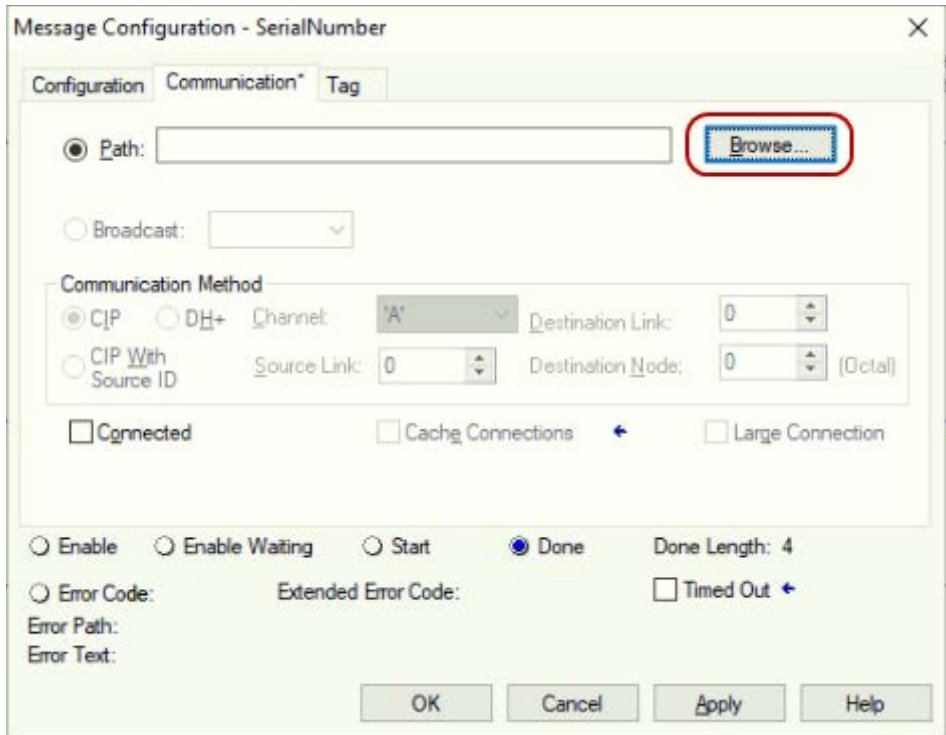 Message Configuration - SerialNumber
Configuration Communication* Tag
Path: Browse...
Broadcast:
Communication Method
CIP DH+ Channel: 'A' Destination Link: 0
CIP With Source ID Source Link: 0 Destination Node: 0 (Octal)
Connected Cache Connections Large Connection
Enable Enable Waiting Start Done Done Length: 4
Error Code: Extended Error Code: Timed Out
Error Path:
Error Text:
OK Cancel Apply Help